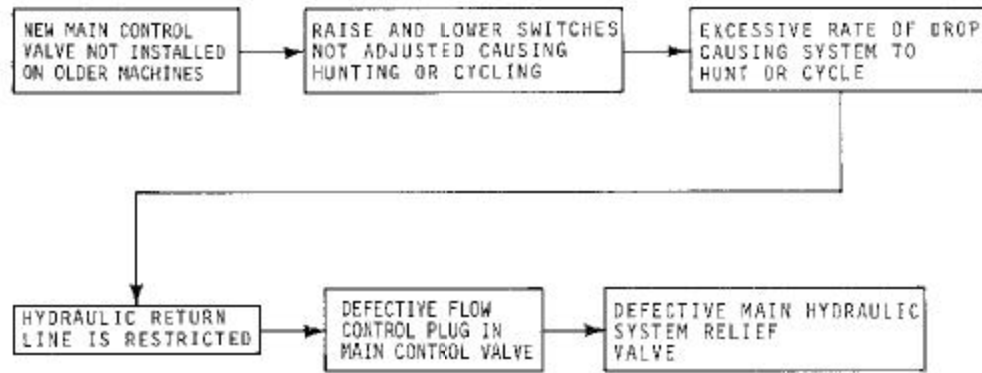 NEW MAIN CONTROL
VALVE NOT INSTALLED
ON OLDER MACHINES
RAISE AND LOWER SWITCHES
NOT ADJUSTED CAUSING
HUNTING OR CYCLING
EXCESSIVE RATE OF DROP
CAUSING SYSTEM TO
HUNT OR CYCLE
HYDRAULIC RETURN
LINE IS RESTRICTED
DEFECTIVE FLOW
CONTROL PLUG IN
MAIN CONTROL VALVE
DEFECTIVE MAIN HYDRAULIC
SYSTEM RELIEF
VALVE